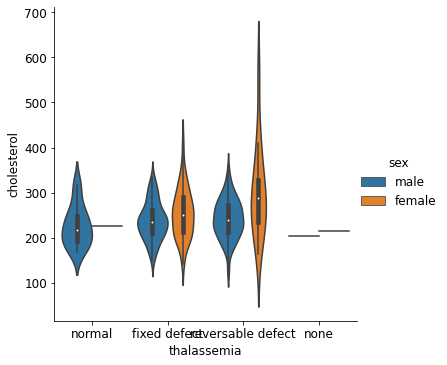 700
600
500
400
300
200
100
cholesterol
normal
fixed defect
reversable defect
none
thalassemia
sex
male
female